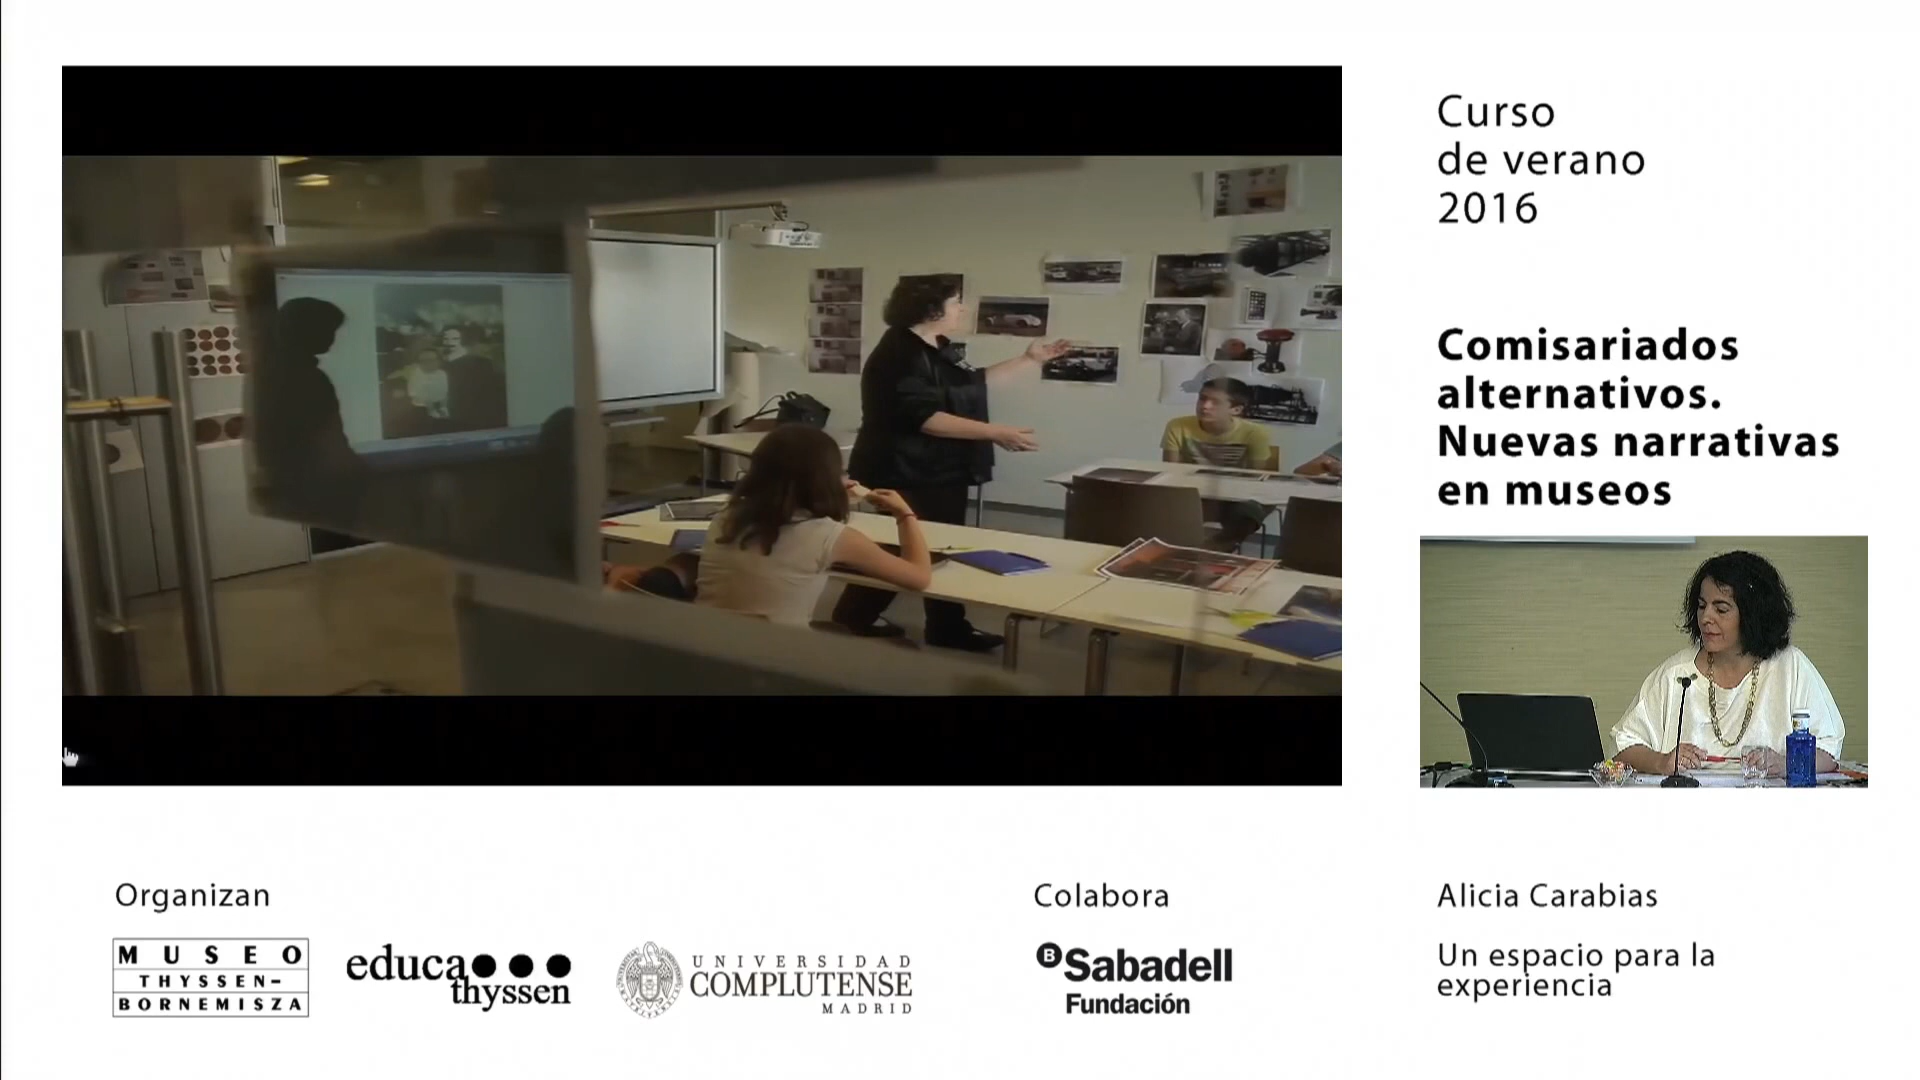 Curso
de verano
2016
Comisariados
alternativos.
Nuevas narrativas
en museos
Organizan
MUSEO
THYSSEN-
BORNEMISZA
educa
thyssen
UNIVERSIDAD
COMPLUTENSE
MADRID
Colabora
B Sabadell
Fundación
Alicia Carabias
Un espacio para la
experiencia